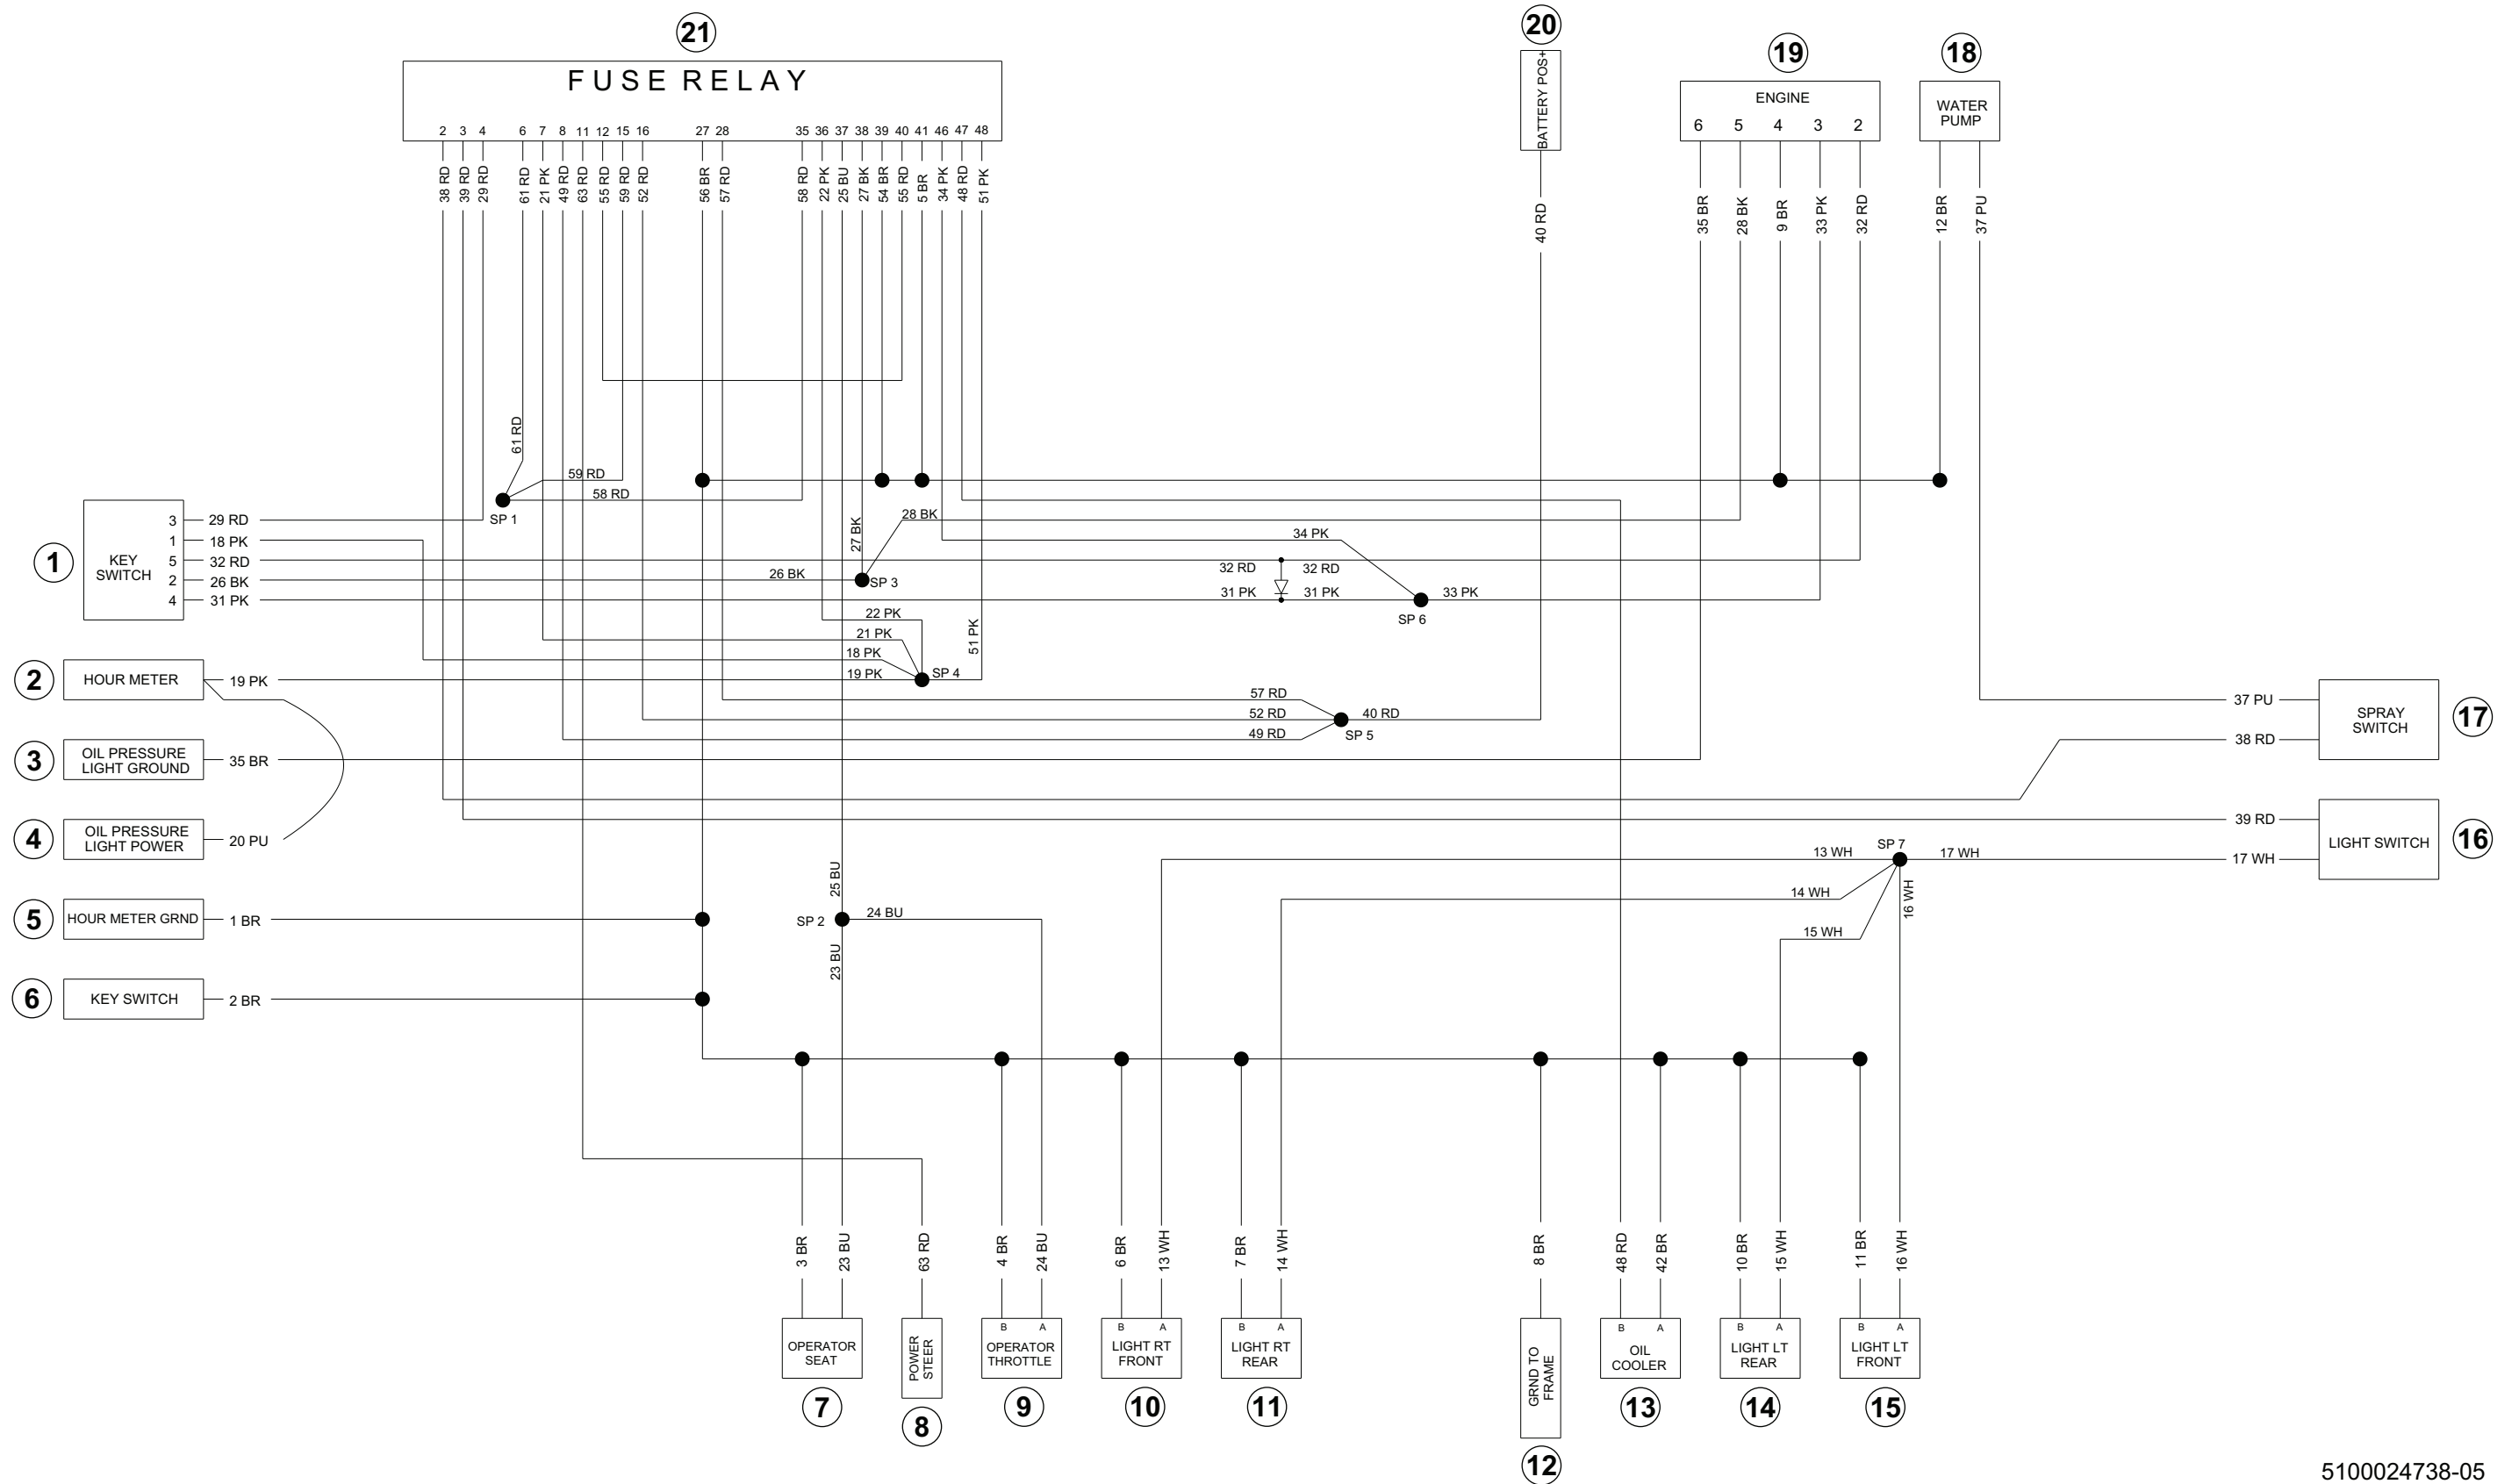 21
20
19
18
FUSE RELAY
BATTERY POS+
ENGINE
WATER
PUMP
2 3 4 6 7 8 11 12 15 16 27 28 35 36 37 38 39 40 41 46 47 48
6 5 4 3 2
38 RD
39 RD
29 RD
61 RD
21 PK
49 RD
63 RD
55 RD
59 RD
52 RD
56 BR
57 RD
58 RD
22 PK
25 BU
27 BK
54 BR
55 RD
5 BR
34 PK
48 RD
51 PK
40 RD
35 BR
28 BK
9 BR
33 PK
32 RD
12 BR
37 PU
61 RD
59 RD
58 RD
SP 1
1
KEY
SWITCH
3 29 RD
1 18 PK
5 32 RD
2 26 BK
4 31 PK
28 BK
27 BK
34 PK
26 BK
SP 3
32 RD
32 RD
31 PK
31 PK
33 PK
SP 6
22 PK
21 PK
18 PK
19 PK
SP 4
51 PK
2
HOUR METER
19 PK
57 RD
52 RD
40 RD
49 RD
SP 5
37 PU
38 RD
SPRAY
SWITCH
17
3
OIL PRESSURE
LIGHT GROUND
35 BR
4
OIL PRESSURE
LIGHT POWER
20 PU
39 RD
17 WH
LIGHT SWITCH
16
SP 7
13 WH
17 WH
14 WH
16 WH
15 WH
25 BU
SP 2
24 BU
23 BU
5
HOUR METER GRND
1 BR
6
KEY SWITCH
2 BR
3 BR
23 BU
63 RD
4 BR
24 BU
6 BR
13 WH
7 BR
14 WH
8 BR
48 RD
42 BR
10 BR
15 WH
11 BR
16 WH
OPERATOR
SEAT
7
POWER
STEER
8
B A
OPERATOR
THROTTLE
9
B A
LIGHT RT
FRONT
10
B A
LIGHT RT
REAR
11
GRND TO
FRAME
12
B A
OIL
COOLER
13
B A
LIGHT LT
REAR
14
B A
LIGHT LT
FRONT
15
5100024738-05